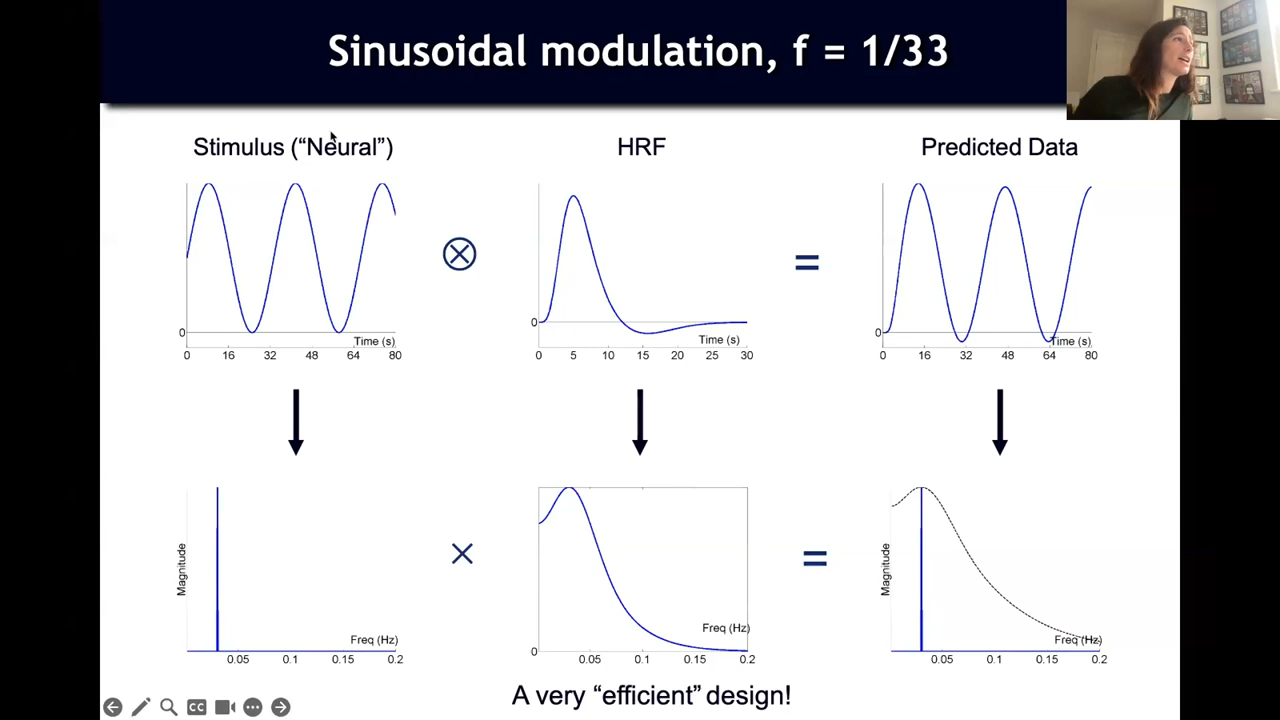 Sinusoidal modulation, f = 1/33
Stimulus (“Neural”)
HRF
Predicted Data
⊗
=
0
Time (s)
0 16 32 48 64 80
0
Time (s)
0 5 10 15 20 25 30
0
Time (s)
0 16 32 48 64 80
Magnitude
Freq (Hz)
0.05 0.1 0.15 0.2
×
0
Freq (Hz)
0.05 0.1 0.15 0.2
=
Magnitude
Freq (Hz)
0.05 0.1 0.15 0.2
A very “efficient” design!
CC